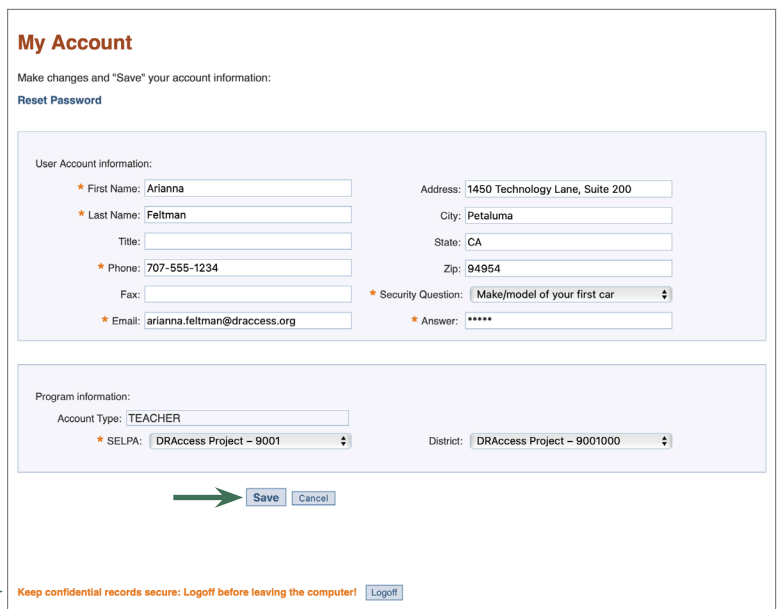 My Account
Make changes and "Save" your account information:
Reset Password
User Account information:
* First Name: Arianna
Address: 1450 Technology Lane, Suite 200
* Last Name: Feltman
City: Petaluma
Title:
State: CA
* Phone: 707-555-1234
Zip: 94954
Fax:
* Security Question: Make/model of your first car
* Email: arianna.feltman@draccess.org
* Answer: *****
Program information:
Account Type: TEACHER
* SELPA: DRAccess Project – 9001
District: DRAccess Project – 9001000
Save Cancel
Keep confidential records secure: Logoff before leaving the computer! Logoff